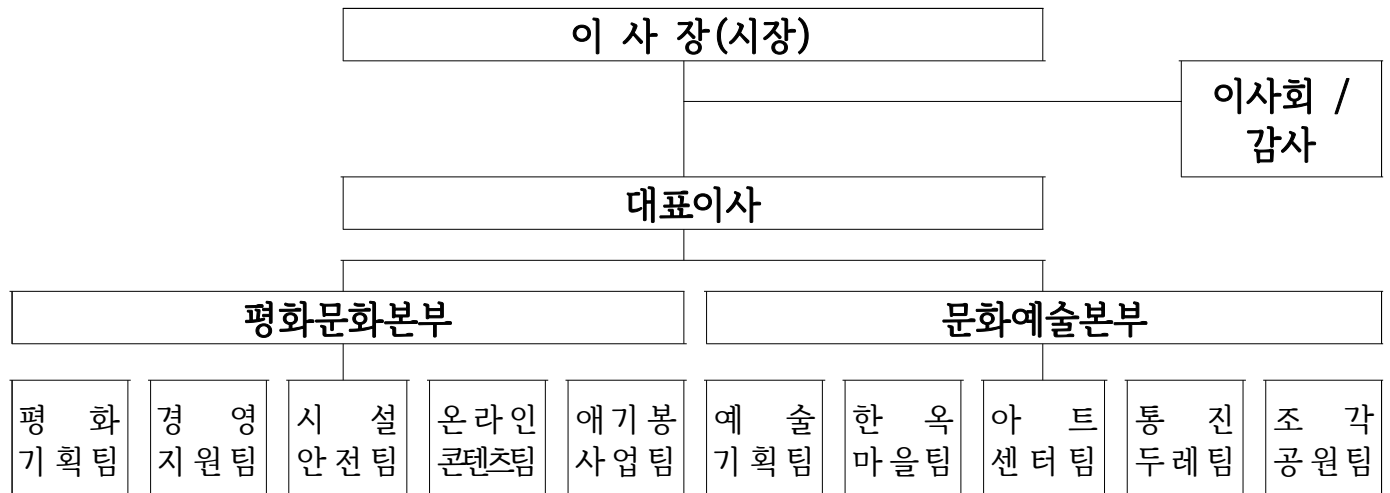 이 사 장(시장)
이사회 /
감사
대표이사
평화문화본부
문화예술본부
평 화
기획팀
경 영
지원팀
시 설
안전팀
온라인
콘텐츠팀
애기봉
사업팀
예 술
기획팀
한 옥
마을팀
아 트
센터팀
통 진
두레팀
조 각
공원팀